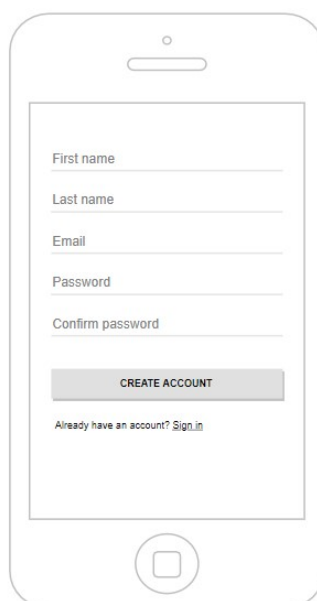 First name
Last name
Email
Password
Confirm password
CREATE ACCOUNT
Already have an account? Sign in